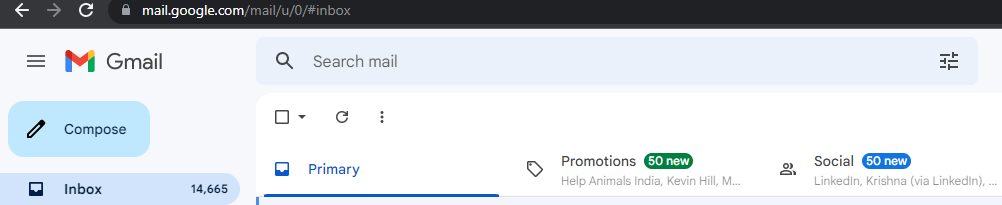 mail.google.com/mail/u/0/#inbox
Gmail
Search mail
Compose
Inbox 14,665
Primary
Promotions 50 new
Help Animals India, Kevin Hill, M...
Social 50 new
LinkedIn, Krishna (via LinkedIn), ...